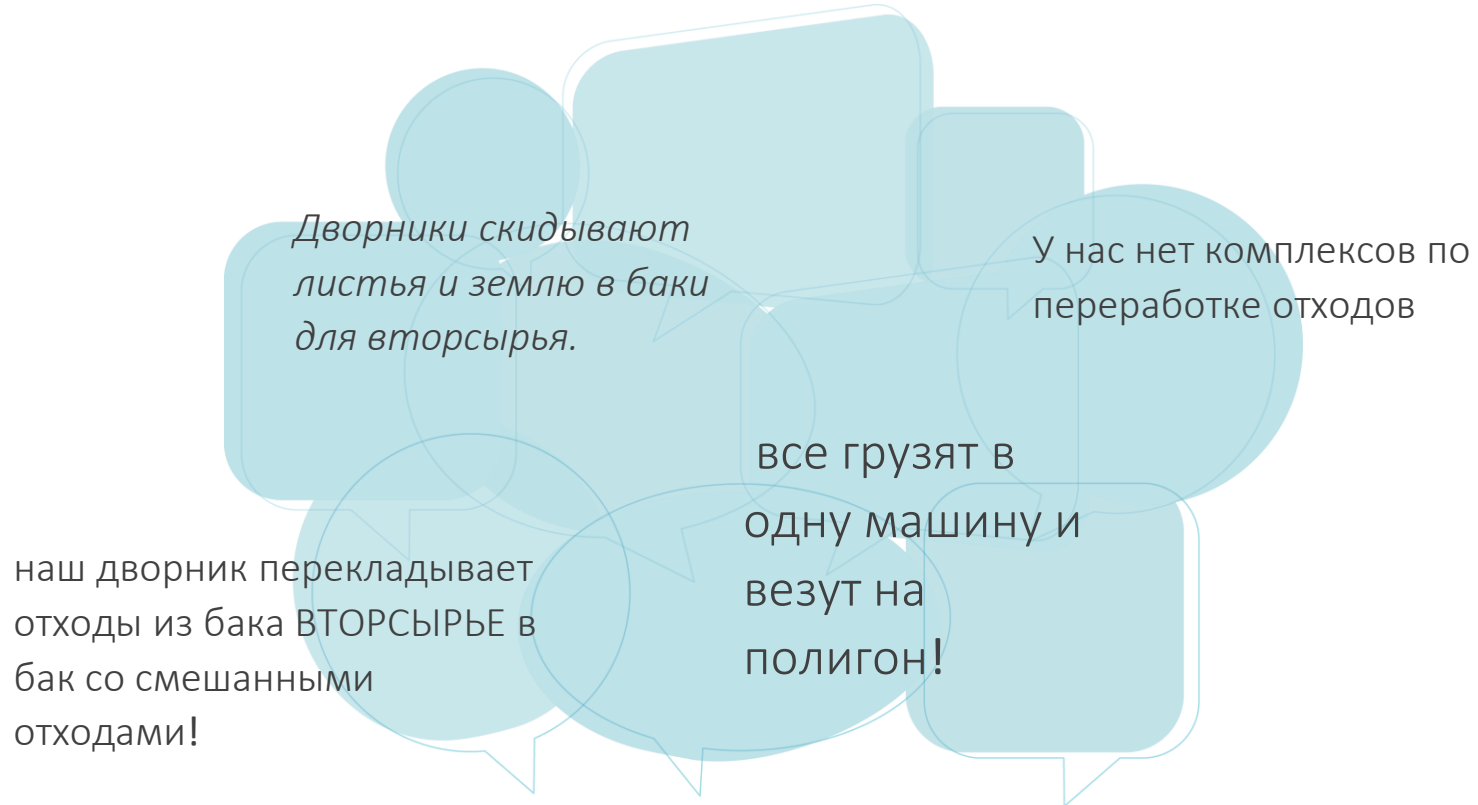 Дворники скидывают
листья и землю в баки
для вторсырья.
У нас нет комплексов по
переработке отходов
все грузят в
одну машину и
везут на
полигон!
наш дворник перекладывает
отходы из бака ВТОРСЫРЬЕ в
бак со смешанными
отходами!